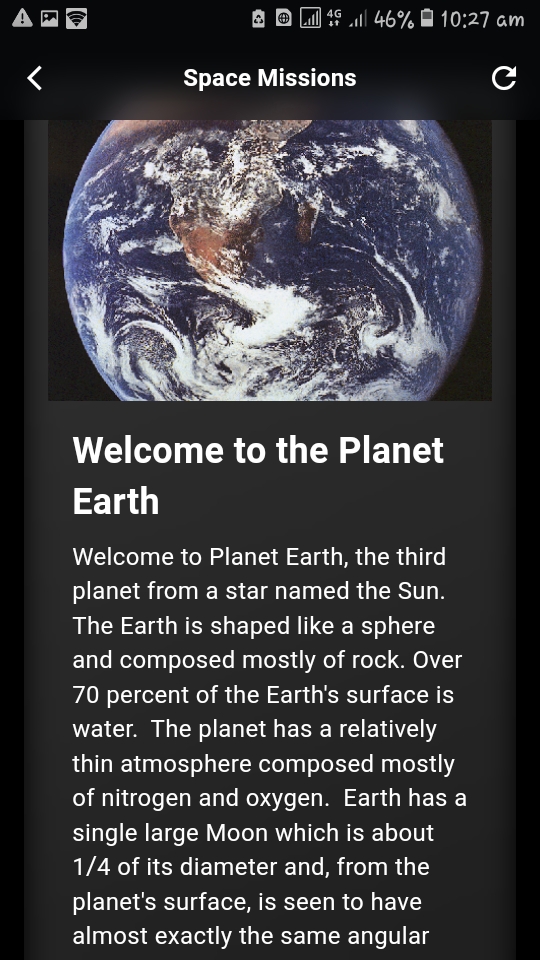 4G 46% 10:27 am
Space Missions
Welcome to the Planet
Earth
Welcome to Planet Earth, the third
planet from a star named the Sun.
The Earth is shaped like a sphere
and composed mostly of rock. Over
70 percent of the Earth's surface is
water.  The planet has a relatively
thin atmosphere composed mostly
of nitrogen and oxygen.  Earth has a
single large Moon which is about
1/4 of its diameter and, from the
planet's surface, is seen to have
almost exactly the same angular